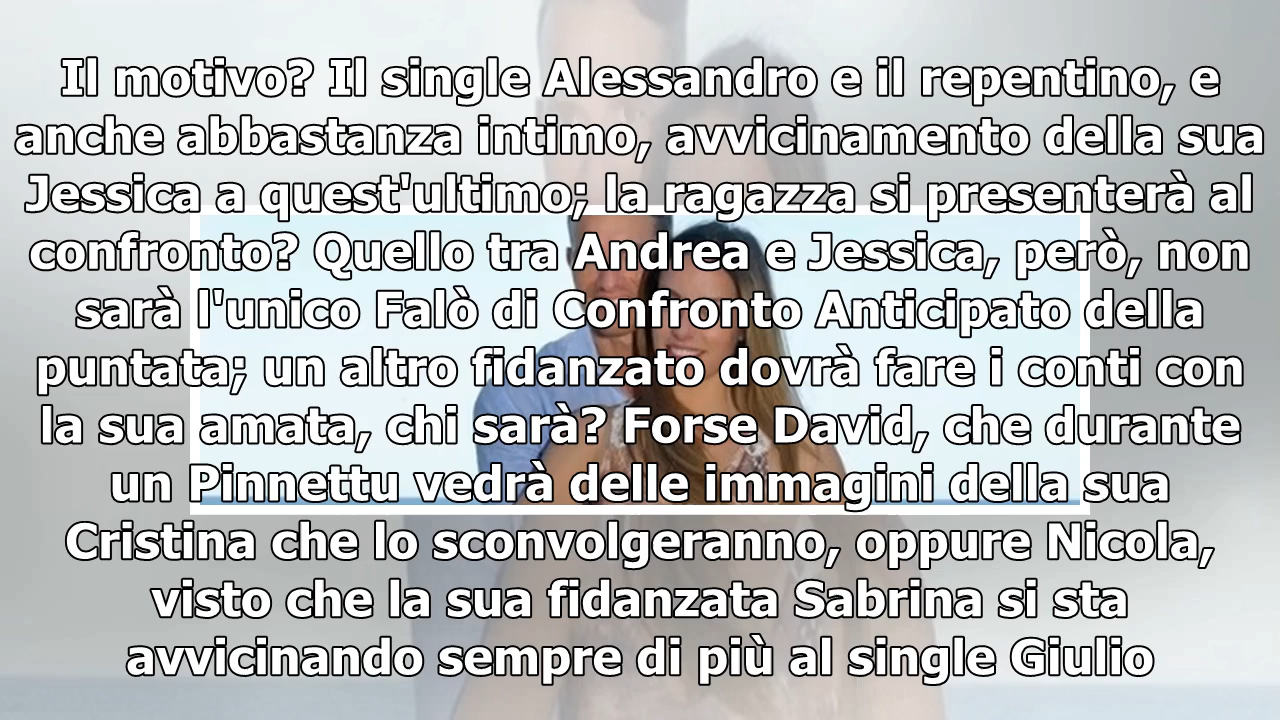 Il motivo? Il single Alessandro e il repentino, e
anche abbastanza intimo, avvicinamento della sua
Jessica a quest'ultimo; la ragazza si presenterà al
confronto? Quello tra Andrea e Jessica, però, non
sarà l'unico Falò di Confronto Anticipato della
puntata; un altro fidanzato dovrà fare i conti con
la sua amata, chi sarà? Forse David, che durante
un Pinnettu vedrà delle immagini della sua
Cristina che lo sconvolgeranno, oppure Nicola,
visto che la sua fidanzata Sabrina si sta
avvicinando sempre di più al single Giulio